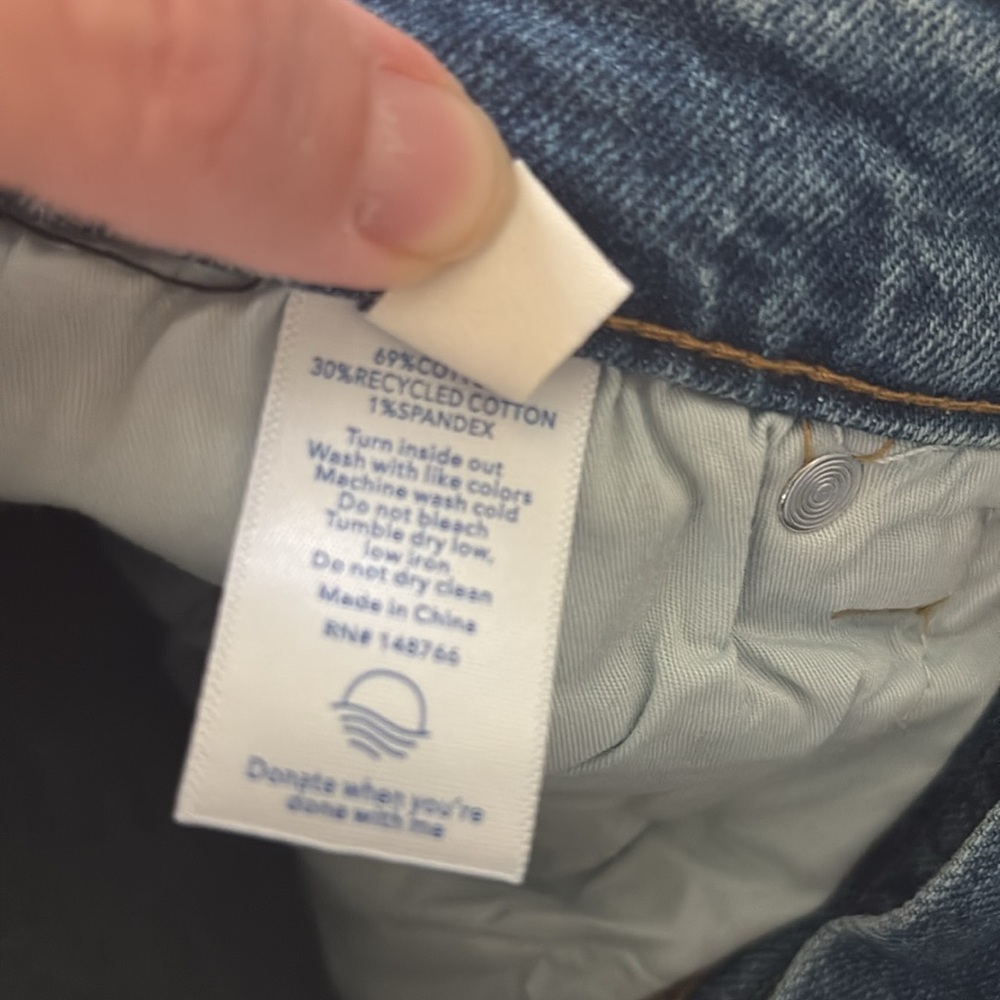 69%COTT
30%RECYCLED COTTON
1%SPANDEX
Turn inside out
Wash with like colors
Machine wash cold
Do not bleach
Tumble dry low,
low iron.
Do not dry clean
Made in China
RN# 148766
Donate when you're
done with me